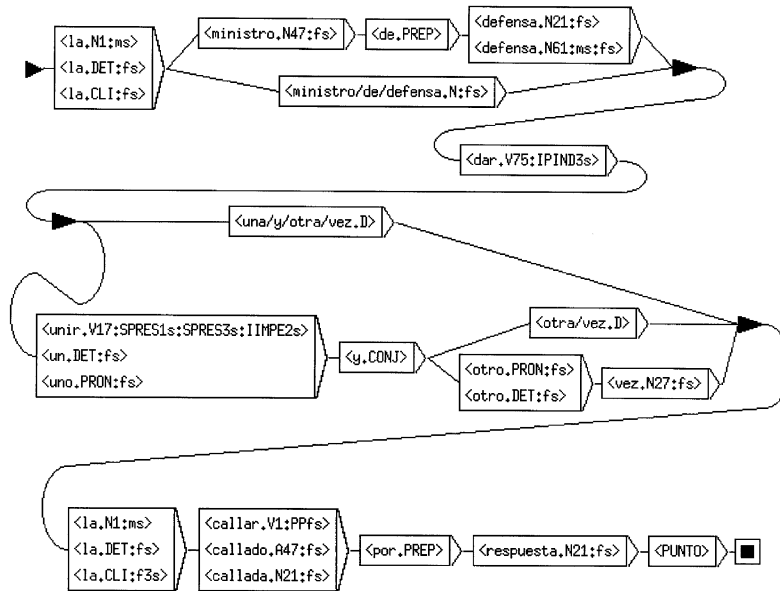 <la.N1:ms>
<la.DET:fs>
<la.CLI:fs>
<ministro.N47:fs>
<de.PREP>
<defensa.N21:fs>
<defensa.N61:ms:fs>
<ministro/de/defensa.N:fs>
<dar.V75:IPIND3s>
<una/y/otra/vez.D>
<unir.V17:SPRES1s:SPRES3s:IIMPE2s>
<un.DET:fs>
<uno.PRON:fs>
<y.CONJ>
<otra/vez.D>
<otro.PRON:fs>
<otro.DET:fs>
<vez.N27:fs>
<la.N1:ms>
<la.DET:fs>
<la.CLI:f3s>
<callar.V1:PPfs>
<callado.A47:fs>
<callada.N21:fs>
<por.PREP>
<respuesta.N21:fs>
<PUNTO>